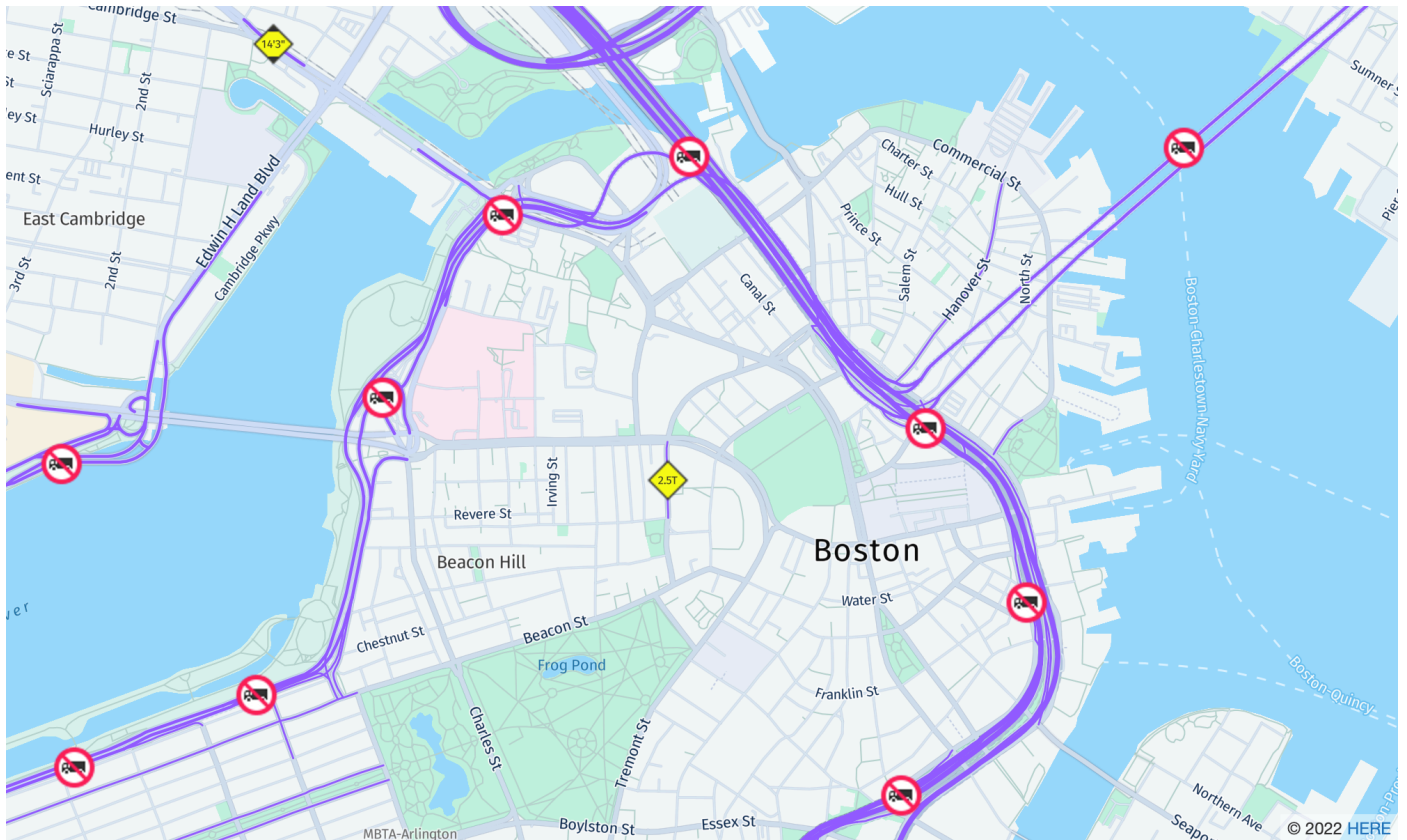 Cambridge St
14'3"
Sciarappa St
2nd St
Sumner S
Hurley St
Charter St
Commercial St
ent St
Hull St
Edwin H Land Blvd
East Cambridge
Prince St
Cambridge Pkwy
3rd St
2nd St
Salem St
Hanover St
North St
Canal St
Boston-Charlestown Navy Yard
Irving St
2.5T
Revere St
Boston
Beacon Hill
Water St
Chestnut St
Beacon St
Frog Pond
Boston-Quincy
Franklin St
Charles St
Tremont St
Northern Ave
MBTA-Arlington
Boylston St
Essex St
Seapo
© 2022 HERE